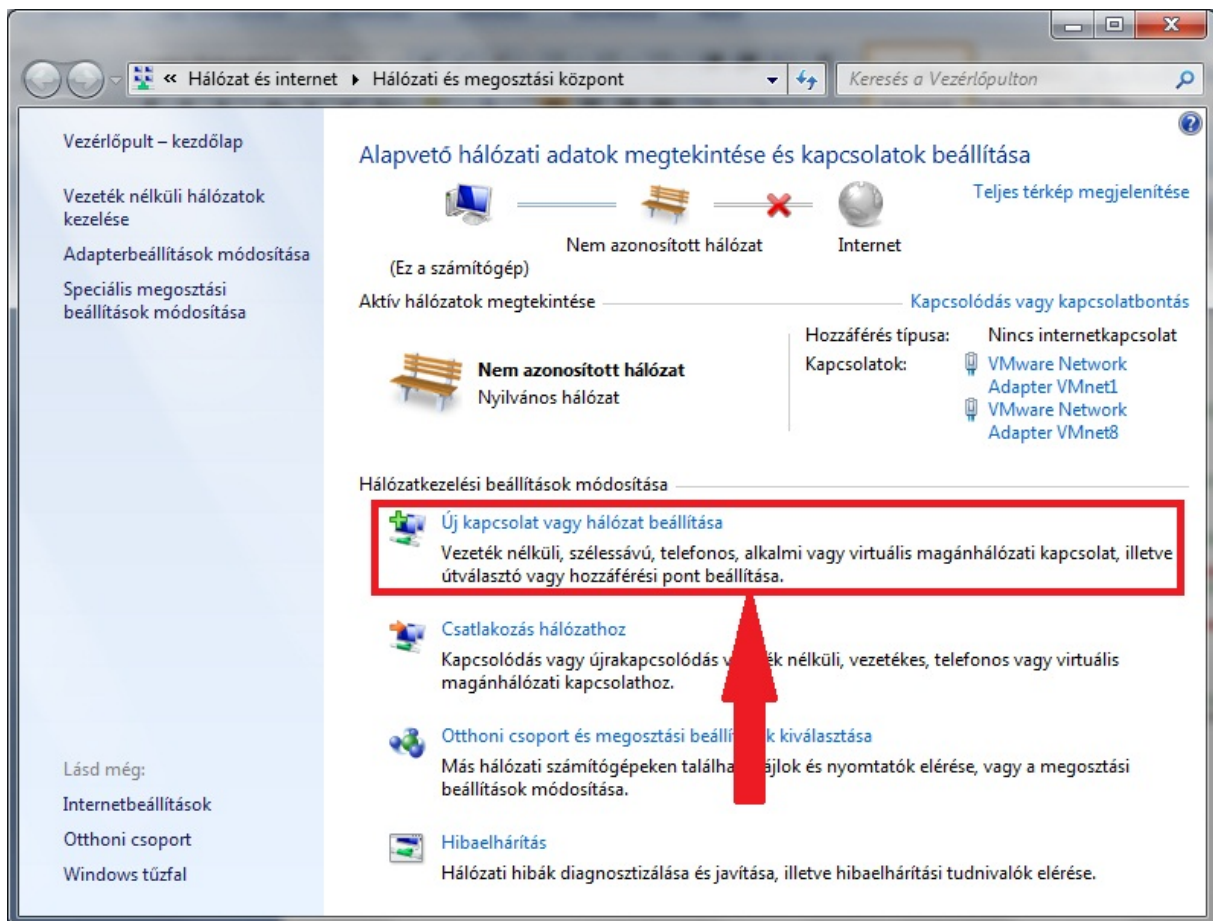 « Hálózat és internet ▸ Hálózati és megosztási központ
Keresés a Vezérlőpulton
Vezérlőpult – kezdőlap
Vezeték nélküli hálózatok
kezelése
Adapterbeállítások módosítása
Speciális megosztási
beállítások módosítása
Lásd még:
Internetbeállítások
Otthoni csoport
Windows tűzfal
Alapvető hálózati adatok megtekintése és kapcsolatok beállítása
Teljes térkép megjelenítése
(Ez a számítógép)
Nem azonosított hálózat
Internet
Aktív hálózatok megtekintése
Kapcsolódás vagy kapcsolatbontás
Nem azonosított hálózat
Nyilvános hálózat
Hozzáférés típusa: Nincs internetkapcsolat
Kapcsolatok: VMware Network
Adapter VMnet1
VMware Network
Adapter VMnet8
Hálózatkezelési beállítások módosítása
Új kapcsolat vagy hálózat beállítása
Vezeték nélküli, szélessávú, telefonos, alkalmi vagy virtuális magánhálózati kapcsolat, illetve
útválasztó vagy hozzáférési pont beállítása.
Csatlakozás hálózathoz
Kapcsolódás vagy újrakapcsolódás nélküli, vezetékes, telefonos vagy virtuális
magánhálózati kapcsolathoz.
Otthoni csoport és megosztási kiválasztása
Más hálózati számítógépeken és nyomtatók elérése, vagy a megosztási
beállítások módosítása.
Hibaelhárítás
Hálózati hibák diagnosztizálása és javítása, illetve hibaelhárítási tudnivalók elérése.